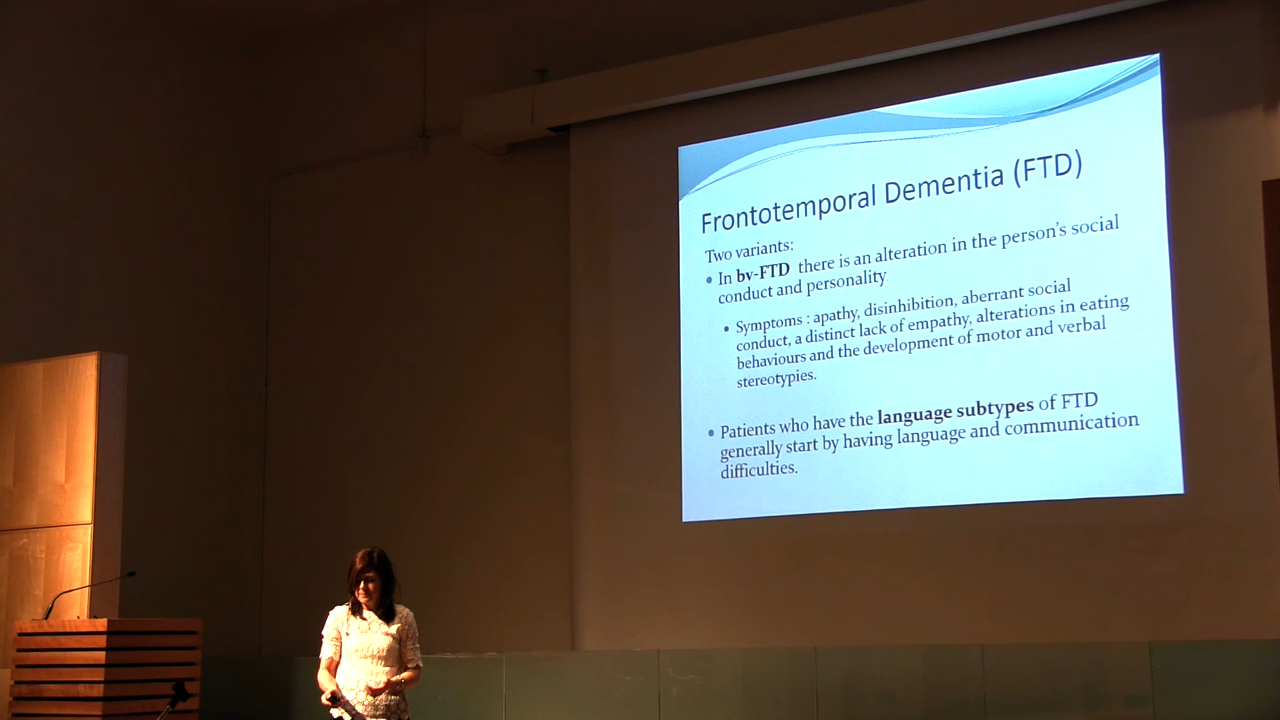 Frontotemporal Dementia (FTD)
Two variants:
• In bv-FTD there is an alteration in the person's social
conduct and personality
• Symptoms : apathy, disinhibition, aberrant social
conduct, a distinct lack of empathy, alterations in eating
behaviours and the development of motor and verbal
stereotypies.
• Patients who have the language subtypes of FTD
generally start by having language and communication
difficulties.